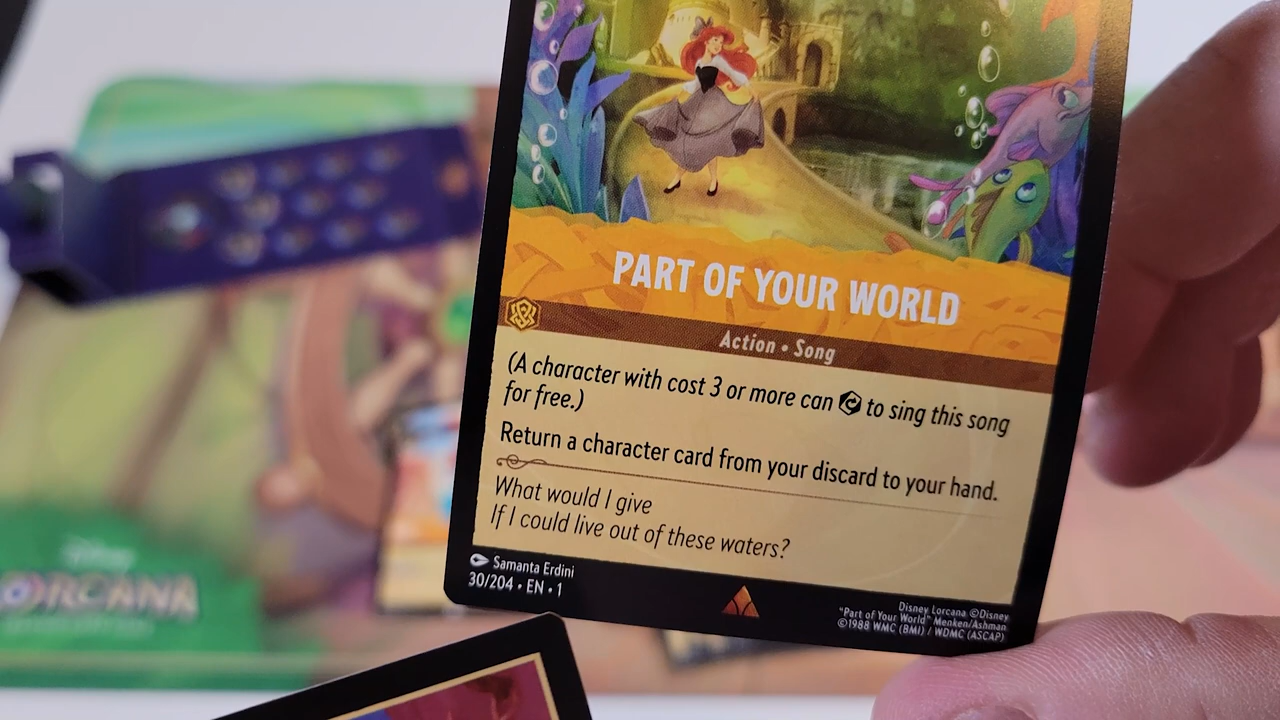 PART OF YOUR WORLD
Action • Song
(A character with cost 3 or more can to sing this song
for free.)
Return a character card from your discard to your hand.
What would I give
If I could live out of these waters?
Samanta Erdini
30/204 • EN • 1
Disney Lorcana ©Disney
"Part of Your World" Menken/Ashman
©1988 WMC (BMI) / WDMC (ASCAP)
DISNEY
LORCANA